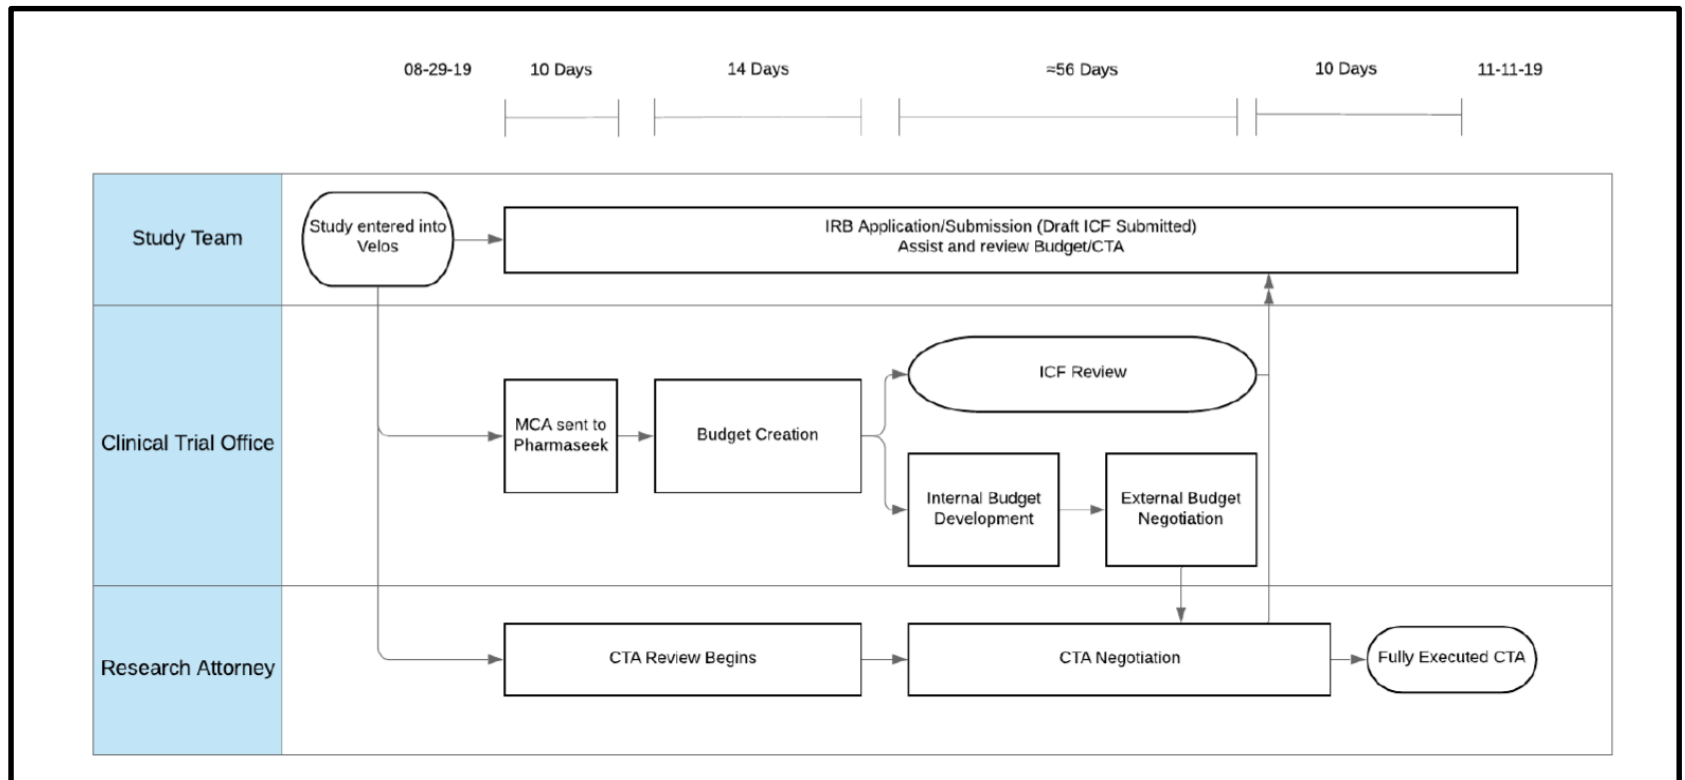 08-29-19 10 Days 14 Days ≈56 Days 10 Days 11-11-19
Study Team
Study entered into
Velos
IRB Application/Submission (Draft ICF Submitted)
Assist and review Budget/CTA
Clinical Trial Office
MCA sent to
Pharmaseek
Budget Creation
ICF Review
Internal Budget
Development
External Budget
Negotiation
Research Attorney
CTA Review Begins
CTA Negotiation
Fully Executed CTA